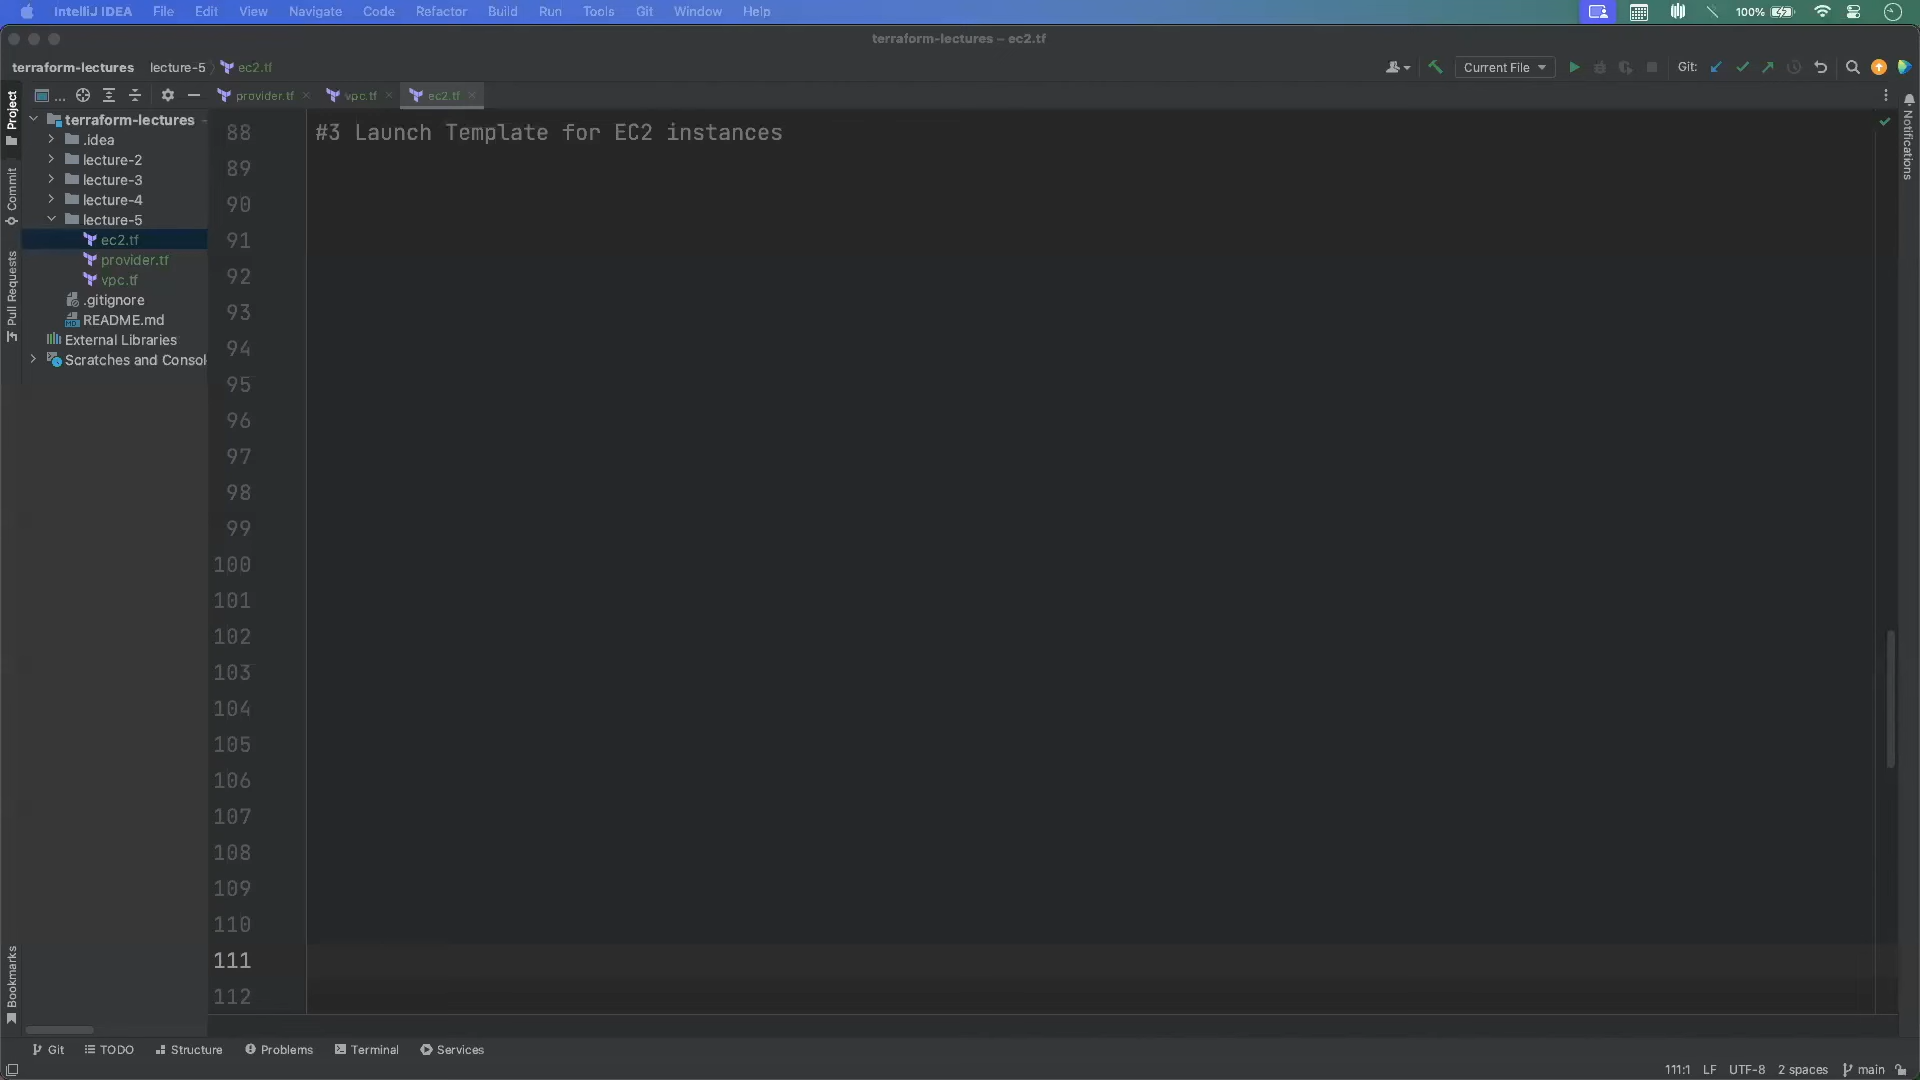 IntelliJ IDEA File Edit View Navigate Code Refactor Build Run Tools Git Window Help 100%
terraform-lectures – ec2.tf
terraform-lectures lecture-5 ec2.tf Current File Git:
... provider.tf vpc.tf ec2.tf
Project
Commit
Pull Requests
Bookmarks
Notifications
terraform-lectures
.idea
lecture-2
lecture-3
lecture-4
lecture-5
ec2.tf
provider.tf
vpc.tf
.gitignore
README.md
External Libraries
Scratches and Consol
88 #3 Launch Template for EC2 instances
89
90
91
92
93
94
95
96
97
98
99
100
101
102
103
104
105
106
107
108
109
110
111
112
Git TODO Structure Problems Terminal Services
111:1 LF UTF-8 2 spaces main